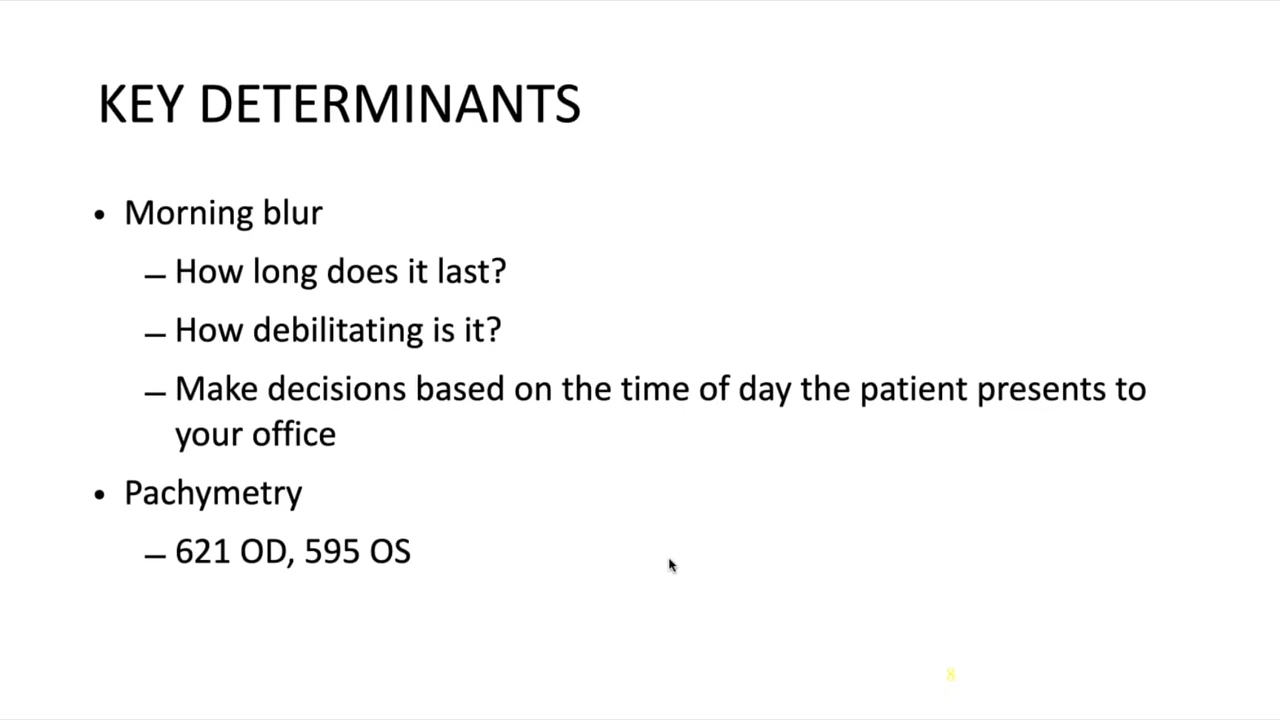 KEY DETERMINANTS
• Morning blur
– How long does it last?
– How debilitating is it?
– Make decisions based on the time of day the patient presents to
your office
• Pachymetry
– 621 OD, 595 OS